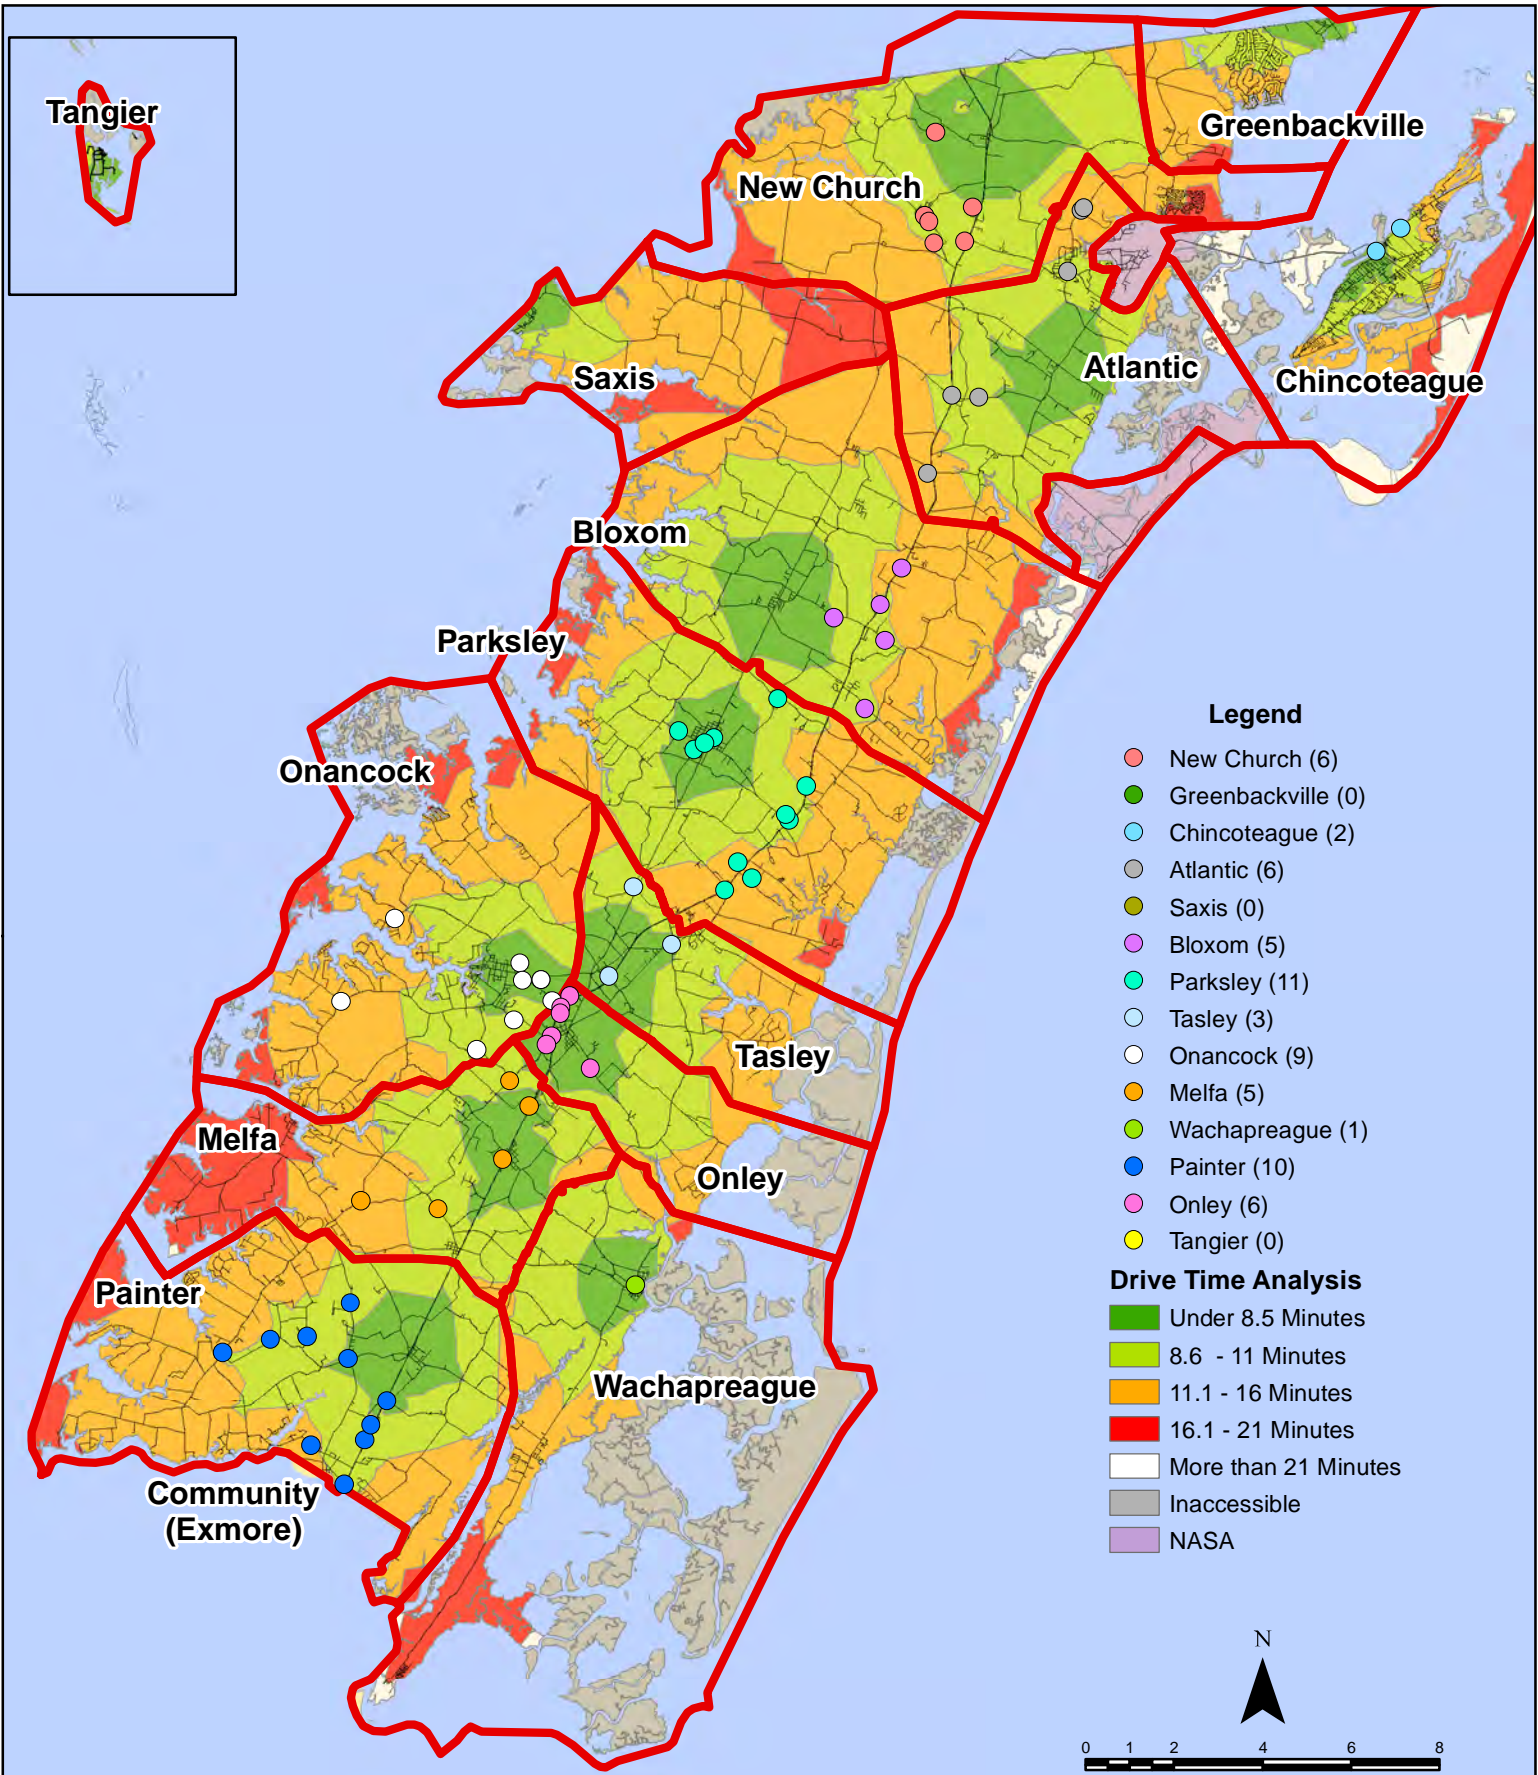 Tangier
Greenbackville
New Church
Atlantic
Saxis
Chincoteague
Bloxom
Parksley
Onancock
Tasley
Melfa
Onley
Painter
Wachapreague
Community
(Exmore)
Legend
New Church (6)
Greenbackville (0)
Chincoteague (2)
Atlantic (6)
Saxis (0)
Bloxom (5)
Parksley (11)
Tasley (3)
Onancock (9)
Melfa (5)
Wachapreague (1)
Painter (10)
Onley (6)
Tangier (0)
Drive Time Analysis
Under 8.5 Minutes
8.6 - 11 Minutes
11.1 - 16 Minutes
16.1 - 21 Minutes
More than 21 Minutes
Inaccessible
NASA
N
0 1 2 4 6 8